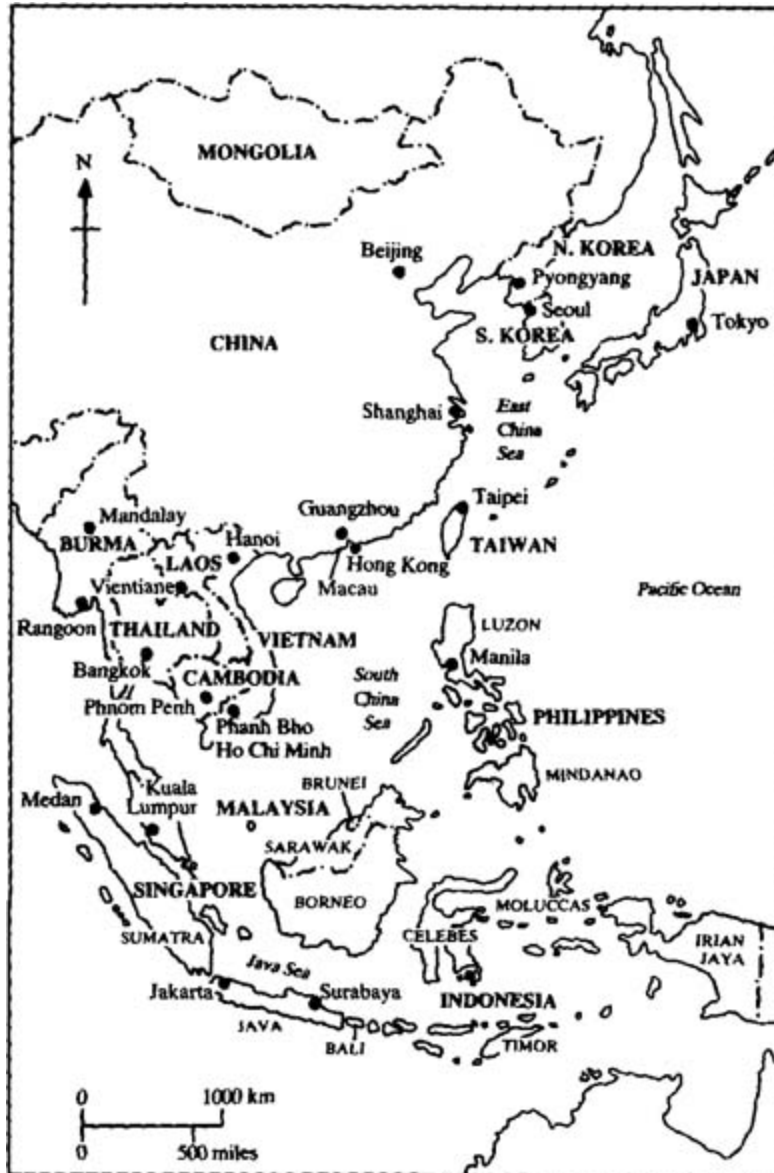 MONGOLIA
N
N. KOREA
Beijing
Pyongyang
JAPAN
Seoul
Tokyo
S. KOREA
CHINA
Shanghai
East
China
Sea
Guangzhou
Taipei
Mandalay
BURMA
Hanoi
TAIWAN
LAOS
Hong Kong
Macau
Vientiane
Pacific Ocean
Rangoon
THAILAND
VIETNAM
LUZON
Bangkok
Manila
CAMBODIA
South
China
Sea
Phnom Penh
Phanh Bho
Ho Chi Minh
PHILIPPINES
MINDANAO
BRUNEI
Kuala
Lumpur
Medan
MALAYSIA
SARAWAK
SINGAPORE
BORNEO
MOLUCCAS
SUMATRA
CELEBES
IRIAN
JAYA
Java Sea
Jakarta
Surabaya
INDONESIA
JAVA
BALI
TIMOR
0 1000 km
0 500 miles